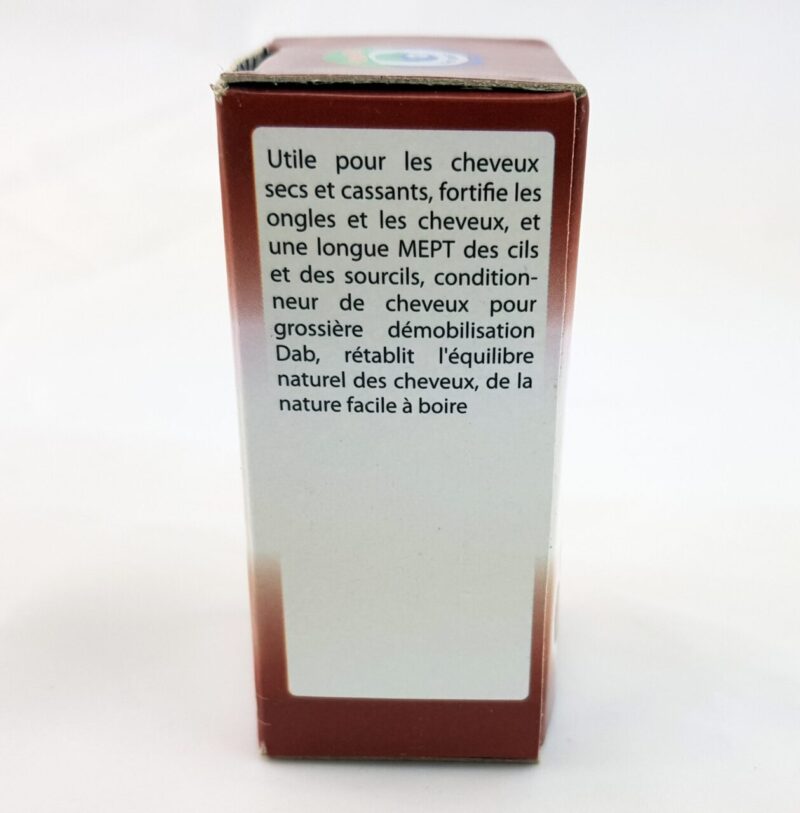 Utile pour les cheveux
secs et cassants, fortifie les
ongles et les cheveux, et
une longue MEPT des cils
et des sourcils, condition-
neur de cheveux pour
grossière démobilisation
Dab, rétablit l'équilibre
naturel des cheveux, de la
nature facile à boire